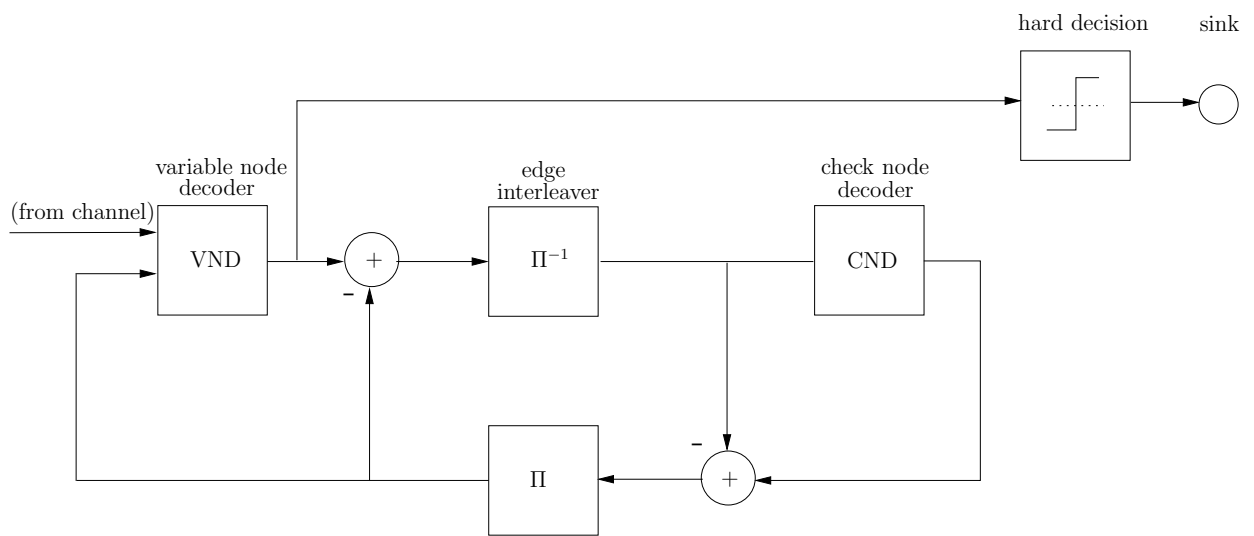 hard decision
sink
variable node
decoder
edge
interleaver
check node
decoder
(from channel)
VND
+
Π⁻¹
CND
–
–
Π
+